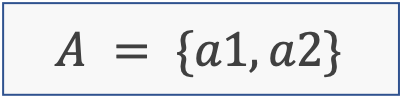 A = {a1, a2}